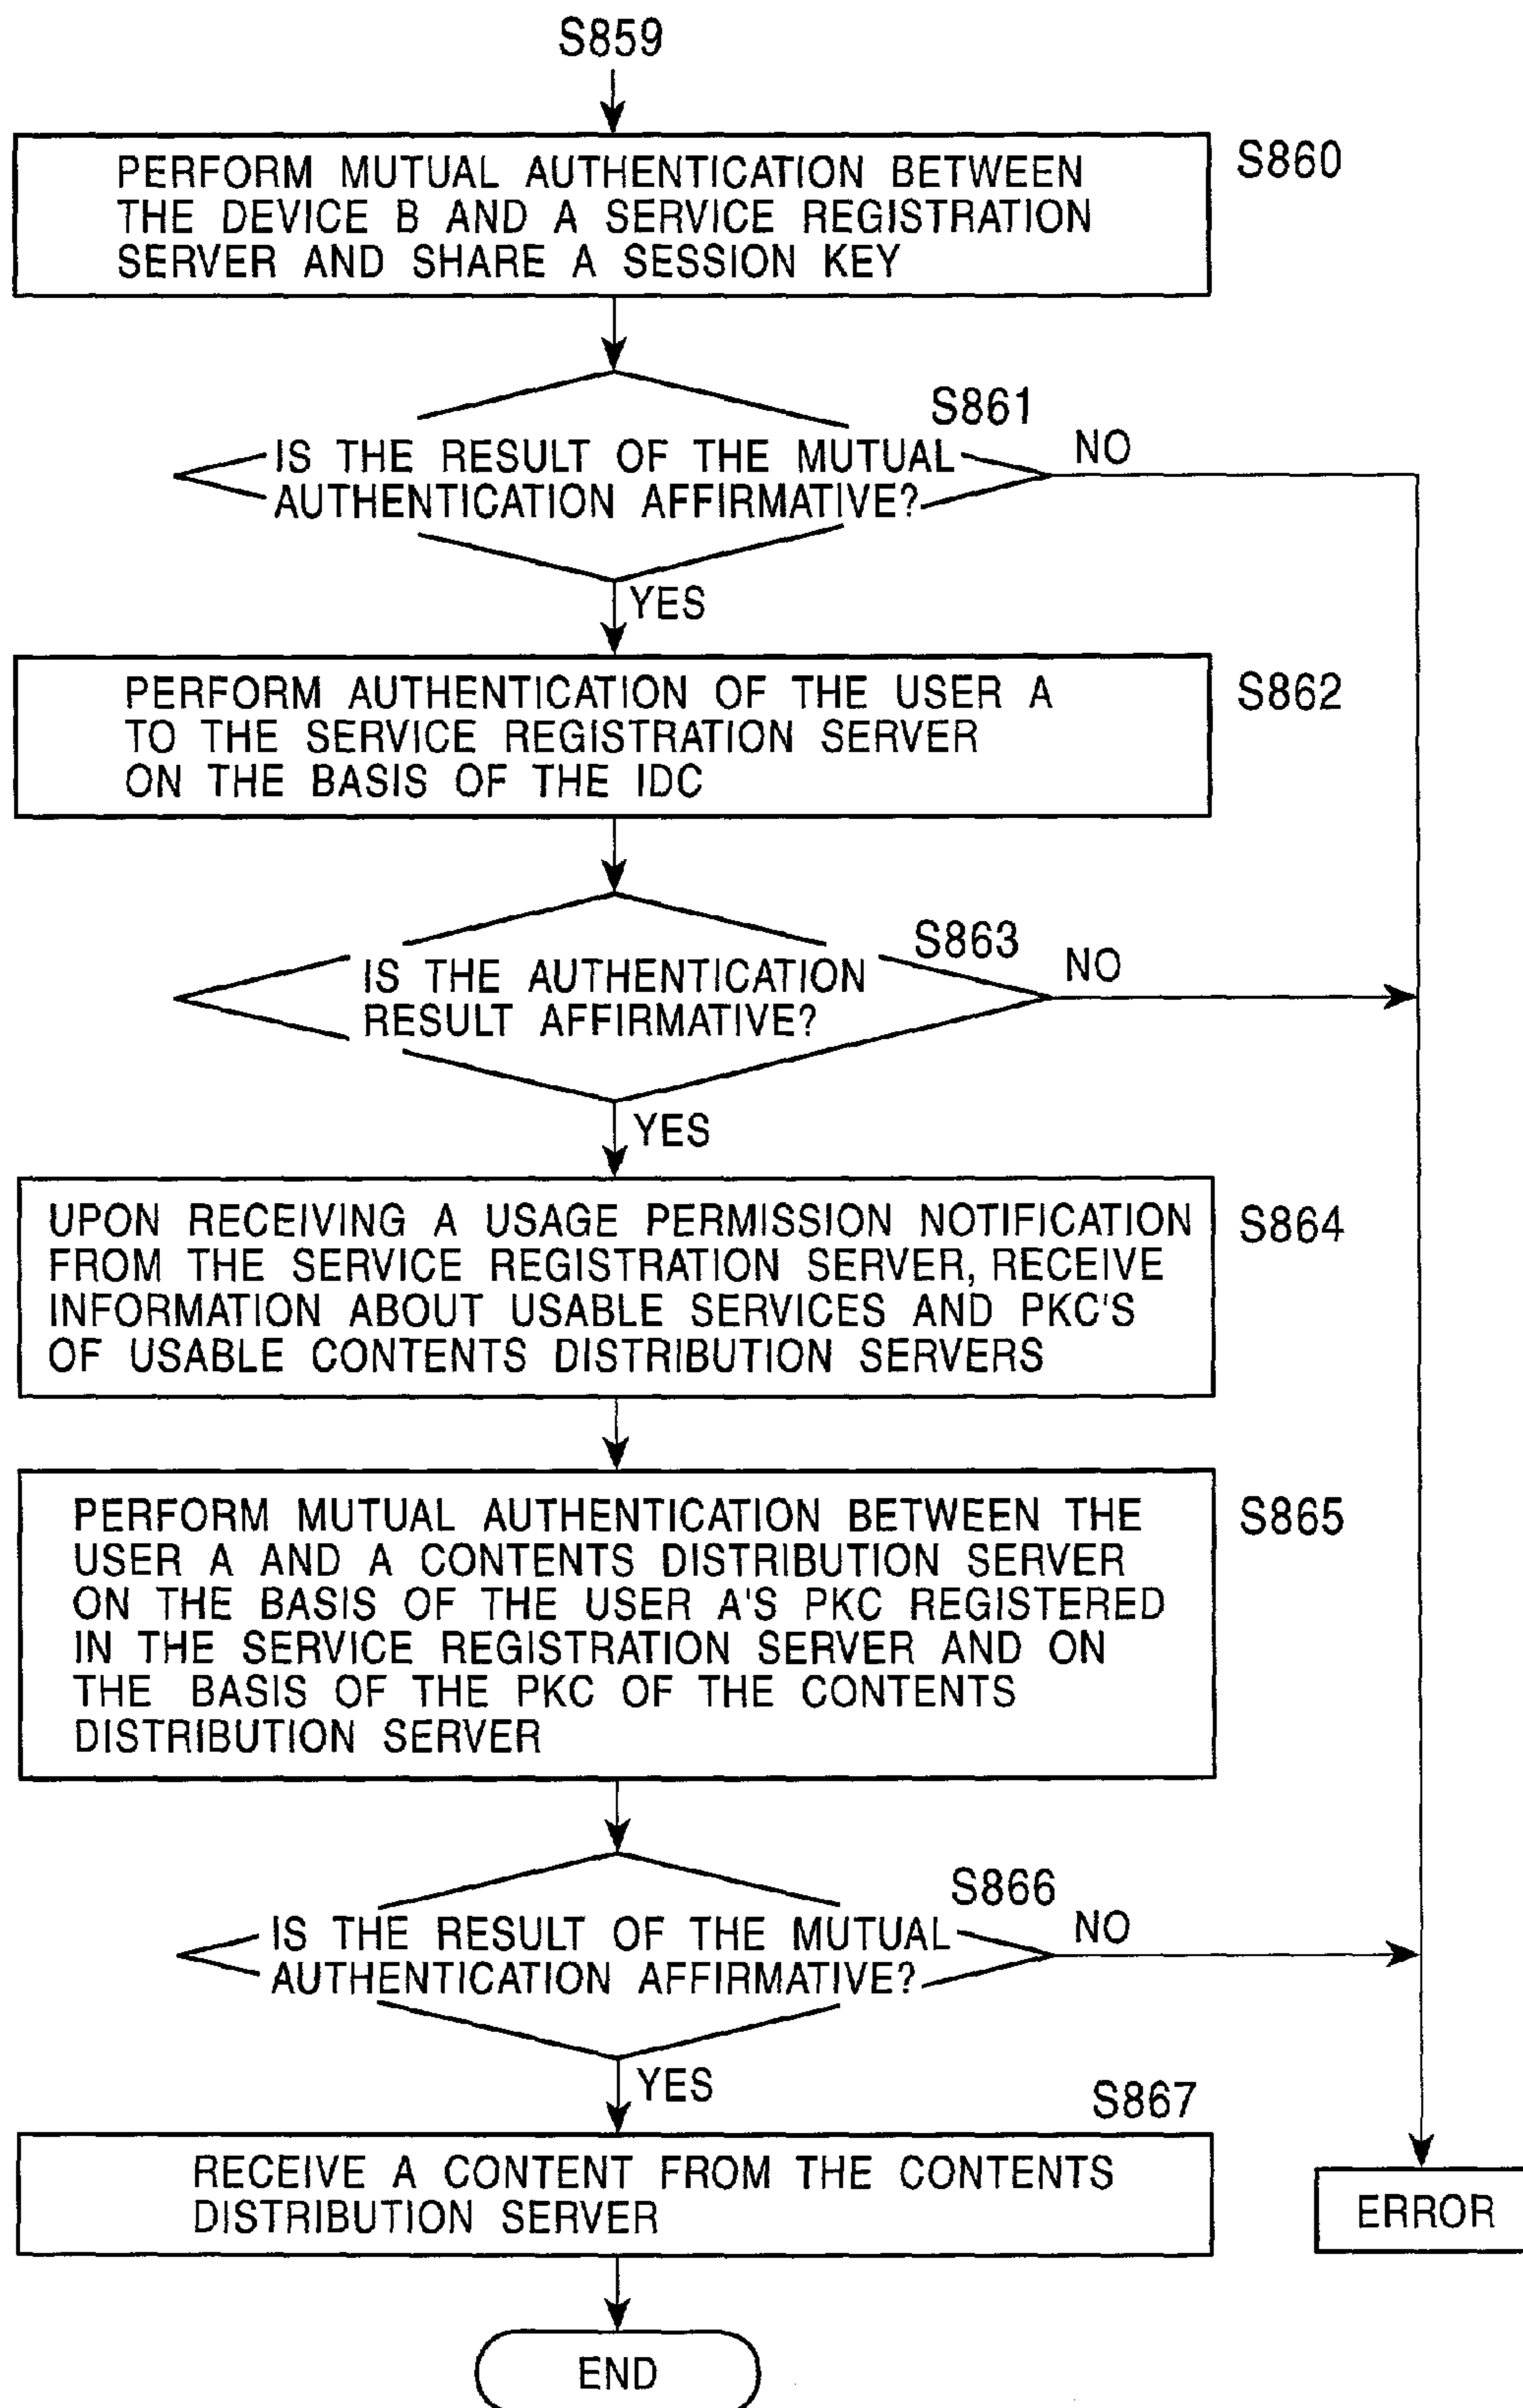 S859
PERFORM MUTUAL AUTHENTICATION BETWEEN
THE DEVICE B AND A SERVICE REGISTRATION
SERVER AND SHARE A SESSION KEY
S860
S861
IS THE RESULT OF THE MUTUAL
AUTHENTICATION AFFIRMATIVE?
NO
YES
PERFORM AUTHENTICATION OF THE USER A
TO THE SERVICE REGISTRATION SERVER
ON THE BASIS OF THE IDC
S862
S863
IS THE AUTHENTICATION
RESULT AFFIRMATIVE?
NO
YES
UPON RECEIVING A USAGE PERMISSION NOTIFICATION
FROM THE SERVICE REGISTRATION SERVER, RECEIVE
INFORMATION ABOUT USABLE SERVICES AND PKC'S
OF USABLE CONTENTS DISTRIBUTION SERVERS
S864
PERFORM MUTUAL AUTHENTICATION BETWEEN THE
USER A AND A CONTENTS DISTRIBUTION SERVER
ON THE BASIS OF THE USER A'S PKC REGISTERED
IN THE SERVICE REGISTRATION SERVER AND ON
THE BASIS OF THE PKC OF THE CONTENTS
DISTRIBUTION SERVER
S865
S866
IS THE RESULT OF THE MUTUAL
AUTHENTICATION AFFIRMATIVE?
NO
YES
S867
RECEIVE A CONTENT FROM THE CONTENTS
DISTRIBUTION SERVER
ERROR
END